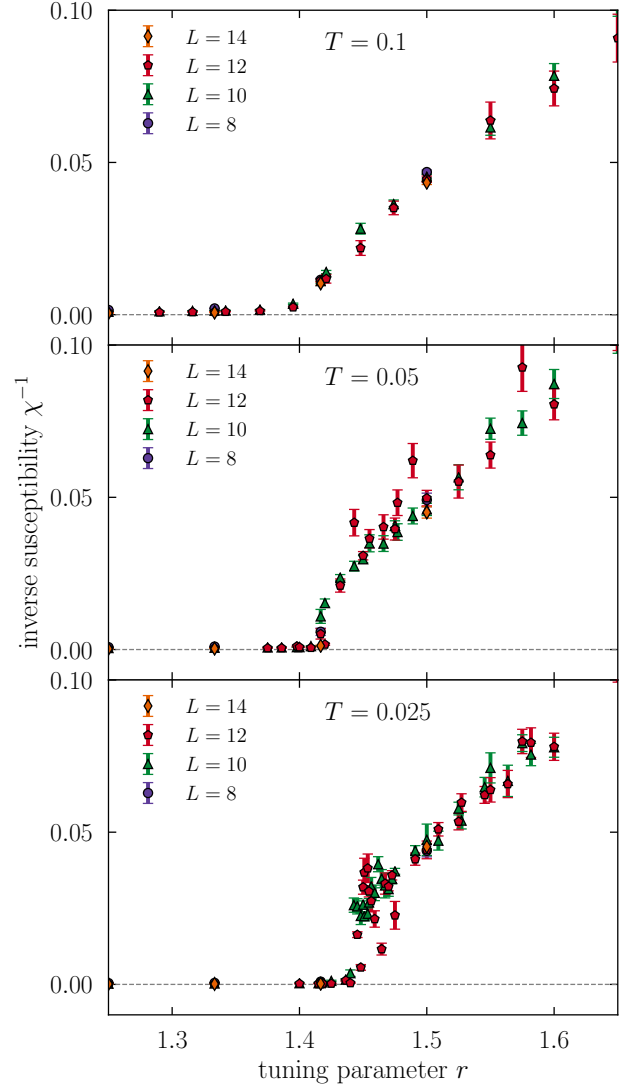 0.10
T = 0.1
L = 14
L = 12
L = 10
L = 8
0.05
0.00
0.10
T = 0.05
L = 14
L = 12
L = 10
L = 8
0.05
0.00
inverse susceptibility χ⁻¹
0.10
T = 0.025
L = 14
L = 12
L = 10
L = 8
0.05
0.00
1.3 1.4 1.5 1.6
tuning parameter r